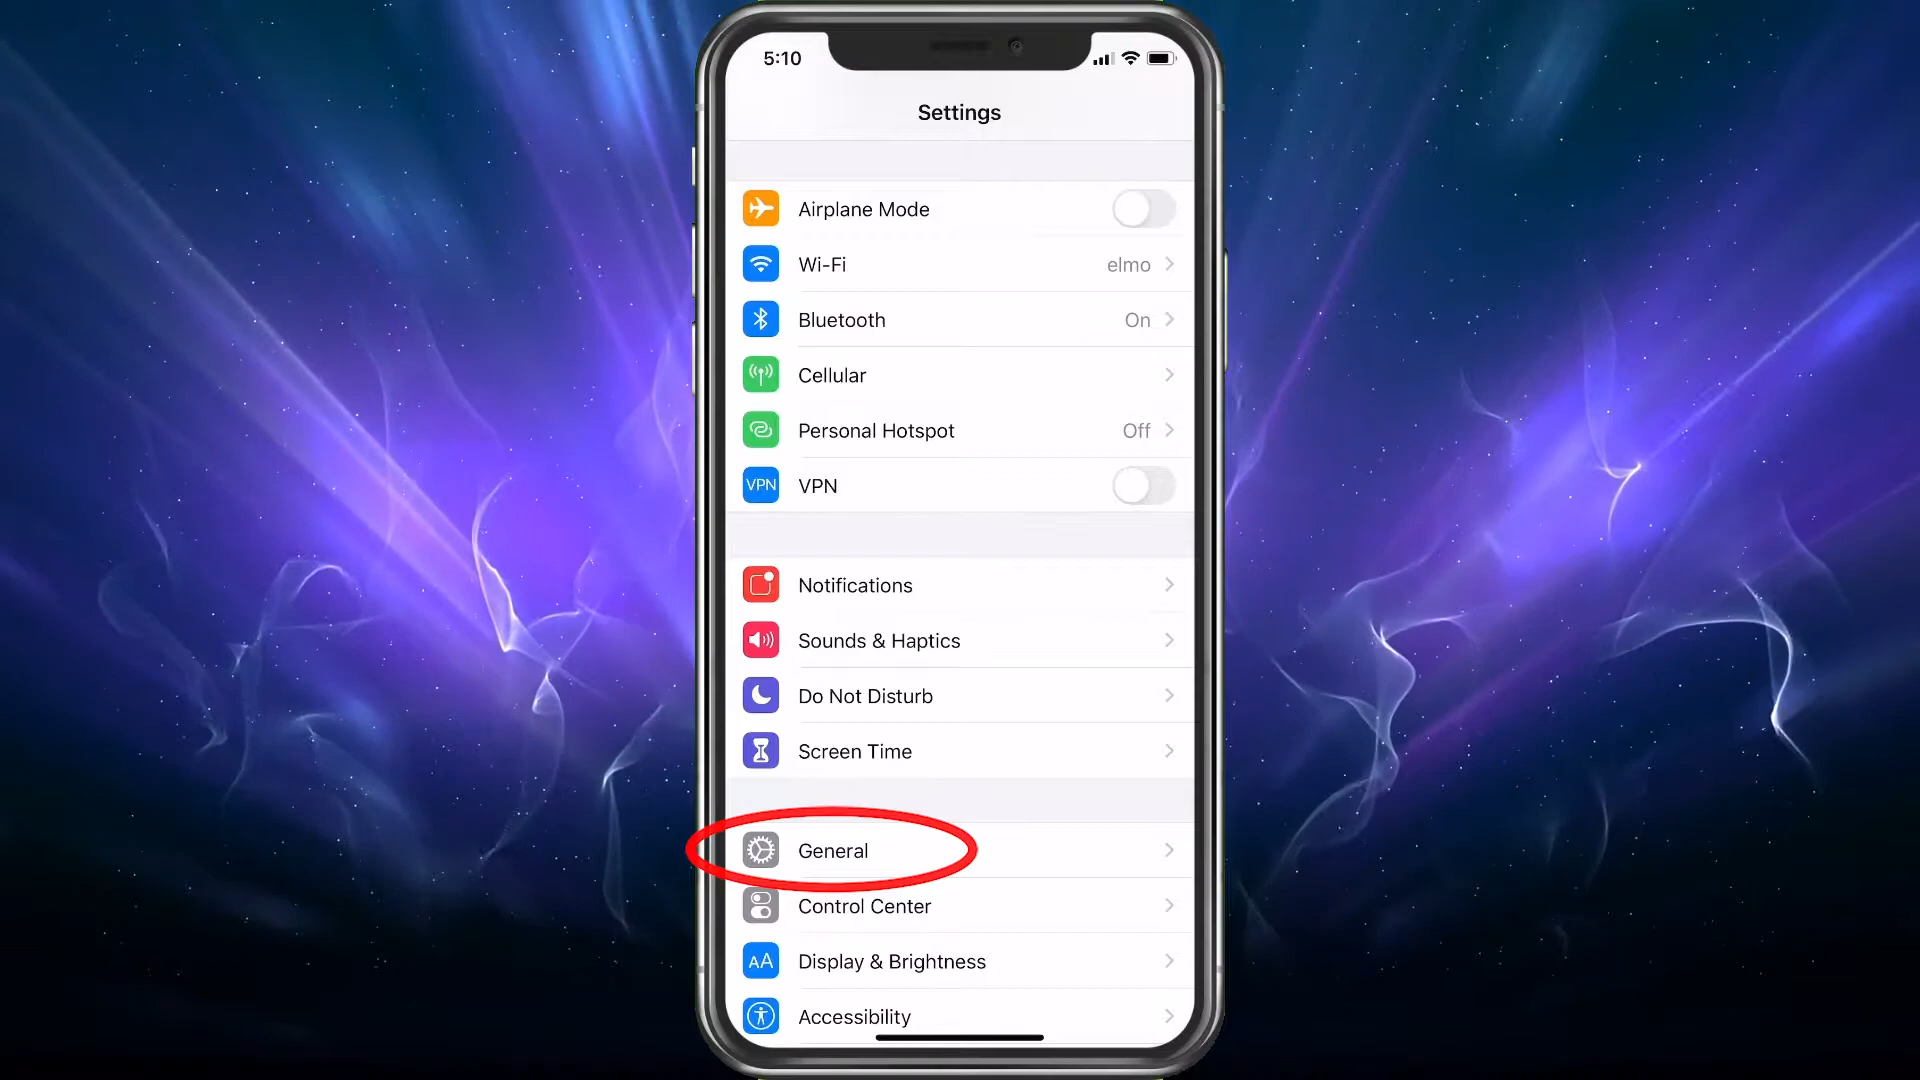 5:10
Settings
Airplane Mode
Wi-Fi elmo
Bluetooth On
Cellular
Personal Hotspot Off
VPN VPN
Notifications
Sounds & Haptics
Do Not Disturb
Screen Time
General
Control Center
AA Display & Brightness
Accessibility